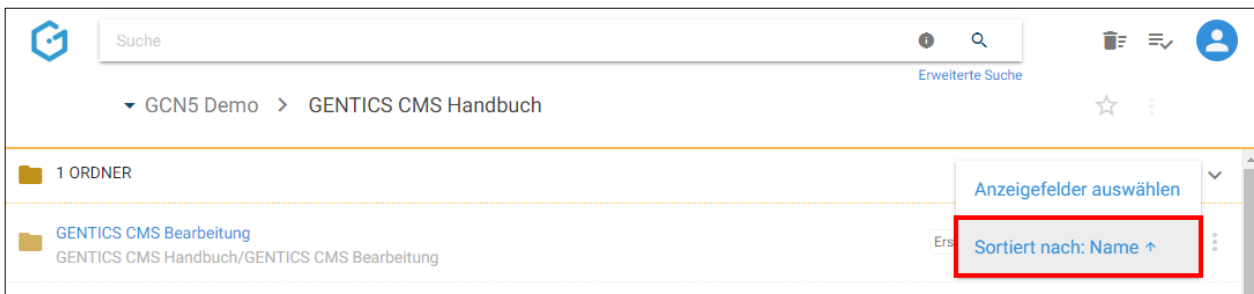 Suche
Erweiterte Suche
GCN5 Demo > GENTICS CMS Handbuch
1 ORDNER
Anzeigefelder auswählen
GENTICS CMS Bearbeitung
Sortiert nach: Name ↑
GENTICS CMS Handbuch/GENTICS CMS Bearbeitung